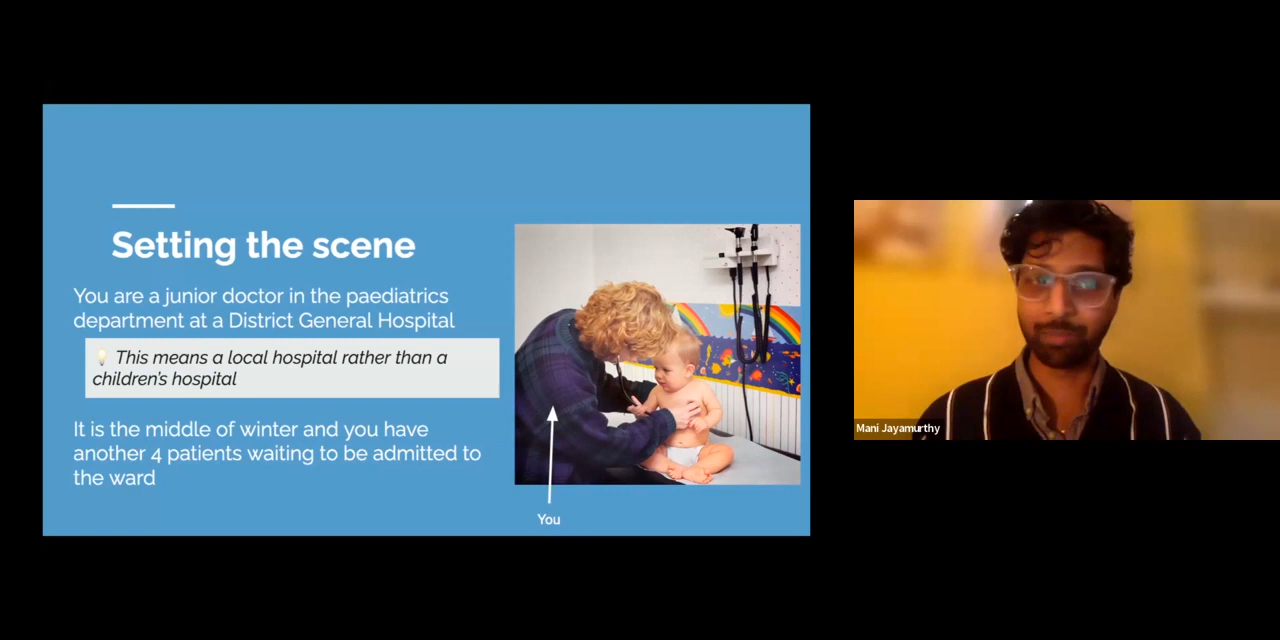 Setting the scene
You are a junior doctor in the paediatrics
department at a District General Hospital
💡 This means a local hospital rather than a
children's hospital
It is the middle of winter and you have
another 4 patients waiting to be admitted to
the ward
You
Mani Jayamurthy